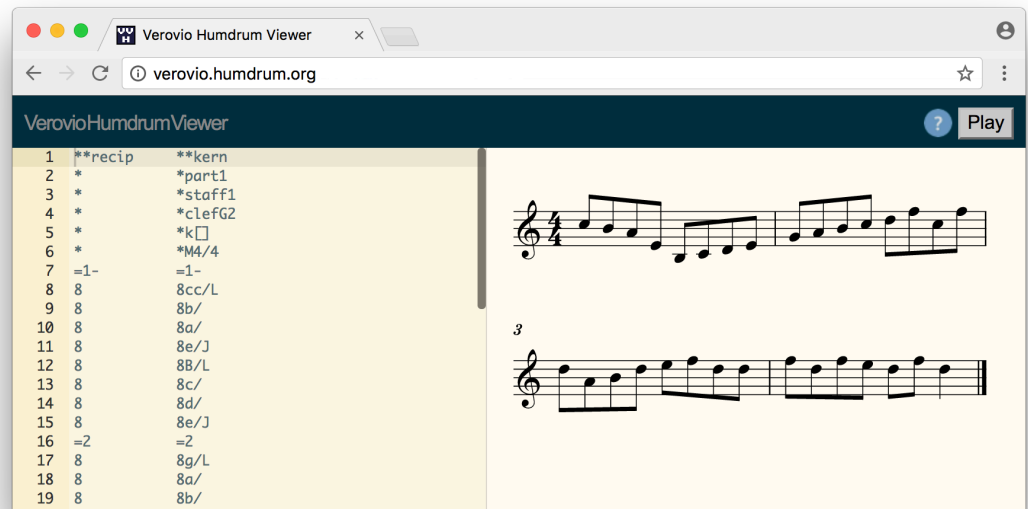 Verovio Humdrum Viewer
verovio.humdrum.org
VerovioHumdrumViewer ? Play
1 **recip **kern
2 * *part1
3 * *staff1
4 * *clefG2
5 * *k[]
6 * *M4/4
7 =1- =1-
8 8 8cc/L
9 8 8b/
10 8 8a/
11 8 8e/J
12 8 8B/L
13 8 8c/
14 8 8d/
15 8 8e/J
16 =2 =2
17 8 8g/L
18 8 8a/
19 8 8b/
4
4
3